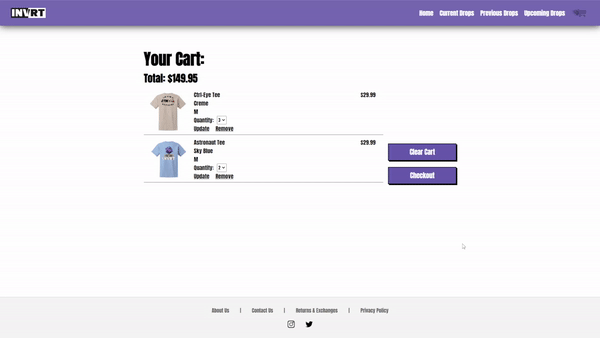 INVRT
Home Current Drops Previous Drops Upcoming Drops
Your Cart:
Total: $149.95
Ctrl-Eye Tee $29.99
Creme
M
Quantity: 3
Update Remove
Astronaut Tee $29.99
Sky Blue
M
Quantity: 2
Update Remove
Clear Cart
Checkout
About Us | Contact Us | Returns & Exchanges | Privacy Policy